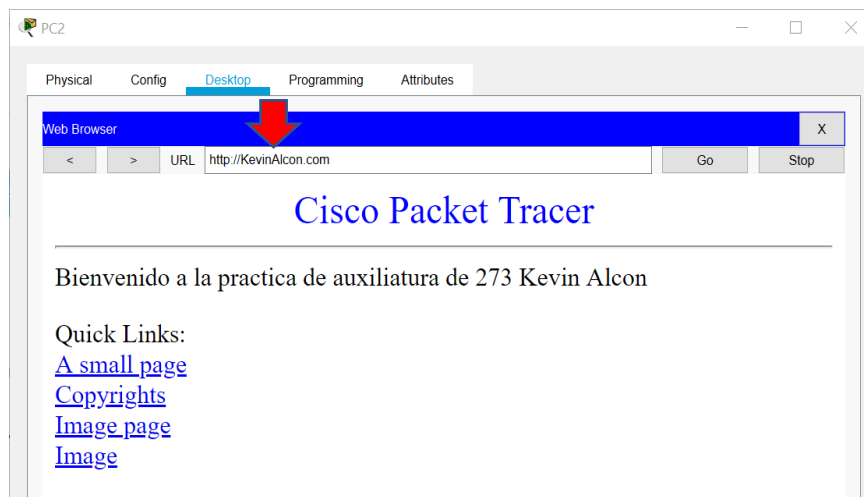 PC2
Physical Config Desktop Programming Attributes
Web Browser X
< > URL http://KevinAlcon.com Go Stop
Cisco Packet Tracer
Bienvenido a la practica de auxiliatura de 273 Kevin Alcon
Quick Links:
A small page
Copyrights
Image page
Image